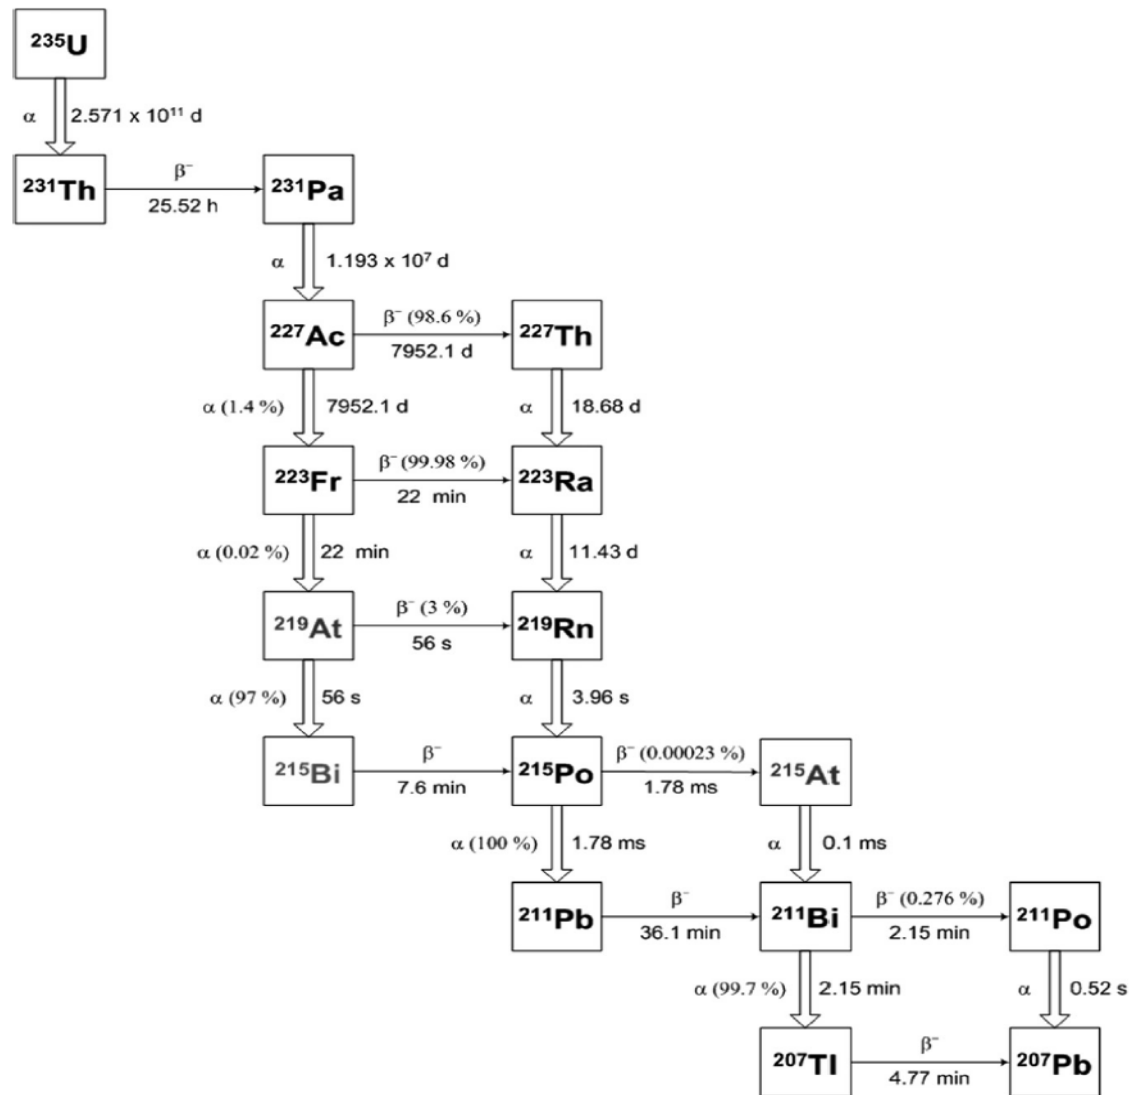 ²³⁵U
α 2.571 x 10¹¹ d
²³¹Th β⁻ 25.52 h ²³¹Pa
α 1.193 x 10⁷ d
²²⁷Ac β⁻ (98.6 %) 7952.1 d ²²⁷Th
α (1.4 %) 7952.1 d α 18.68 d
²²³Fr β⁻ (99.98 %) 22 min ²²³Ra
α (0.02 %) 22 min α 11.43 d
²¹⁹At β⁻ (3 %) 56 s ²¹⁹Rn
α (97 %) 56 s α 3.96 s
²¹⁵Bi β⁻ 7.6 min ²¹⁵Po β⁻ (0.00023 %) 1.78 ms ²¹⁵At
α (100 %) 1.78 ms α 0.1 ms
²¹¹Pb β⁻ 36.1 min ²¹¹Bi β⁻ (0.276 %) 2.15 min ²¹¹Po
α (99.7 %) 2.15 min α 0.52 s
²⁰⁷Tl β⁻ 4.77 min ²⁰⁷Pb